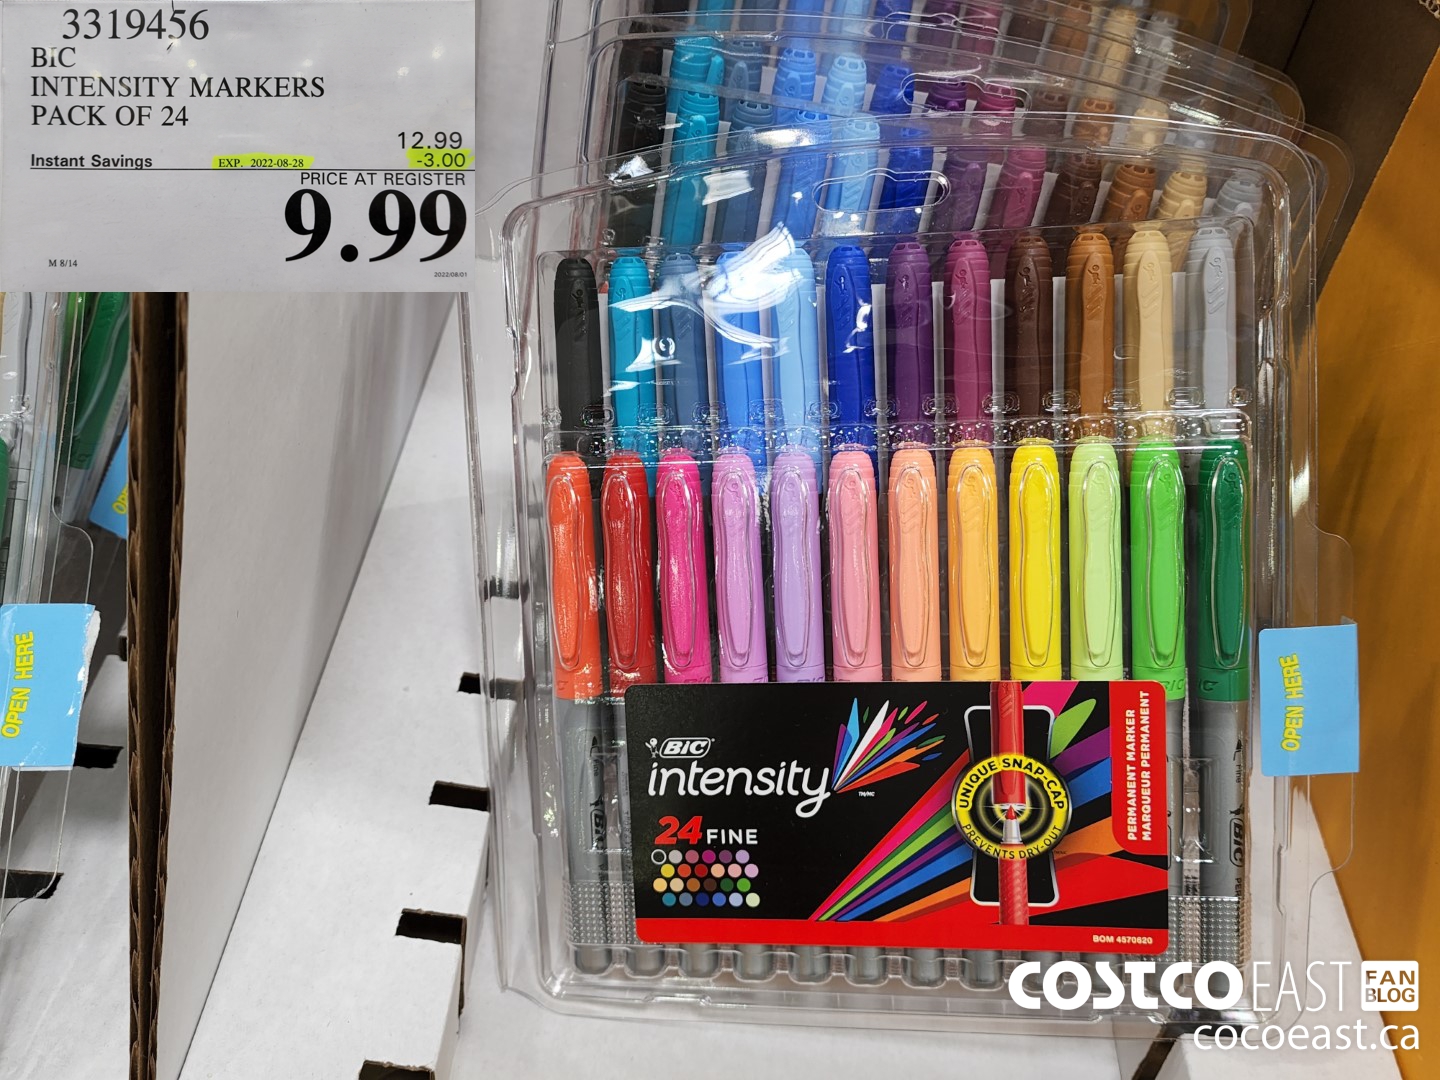 3319456
BIC
INTENSITY MARKERS
PACK OF 24
12.99
Instant Savings EXP. 2022-08-28 -3.00
PRICE AT REGISTER
9.99
M 8/14
2022/08/01
OPEN HERE
OPEN HERE
BIC
intensity
TM/MC
24 FINE
UNIQUE SNAP-CAP
PREVENTS DRY-OUT
PERMANENT MARKER
MARQUEUR PERMANENT
BOM 4570620
BIC
BIC
COSTCO EAST FAN BLOG
cocoeast.ca